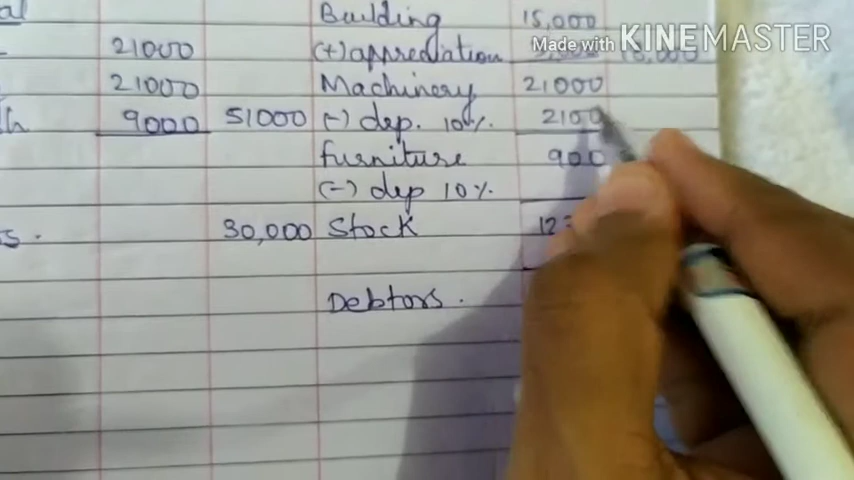 al Building 15,000
Made with KINEMASTER
21000 (+) appreciation
21000 Machinery 21000
9000 51000 (-) dep. 10% 2100
furniture 900
(-) dep 10%
s. 30,000 Stock
Debtors.